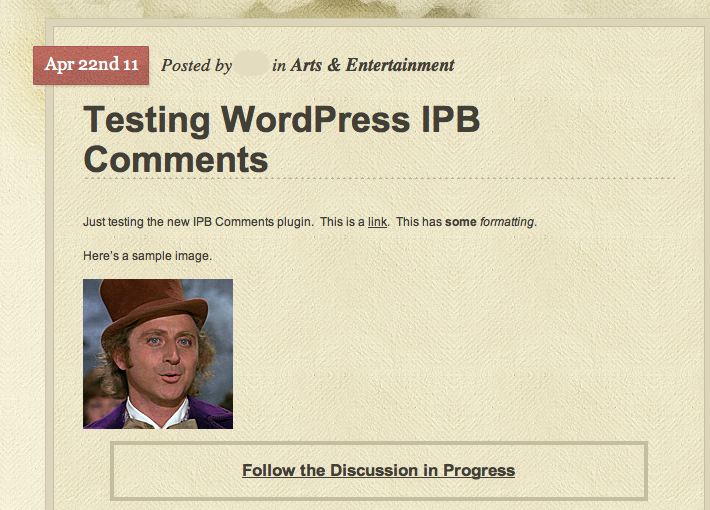 Apr 22nd 11
Posted by in Arts & Entertainment
Testing WordPress IPB
Comments
Just testing the new IPB Comments plugin. This is a link. This has some formatting.
Here's a sample image.
Follow the Discussion in Progress